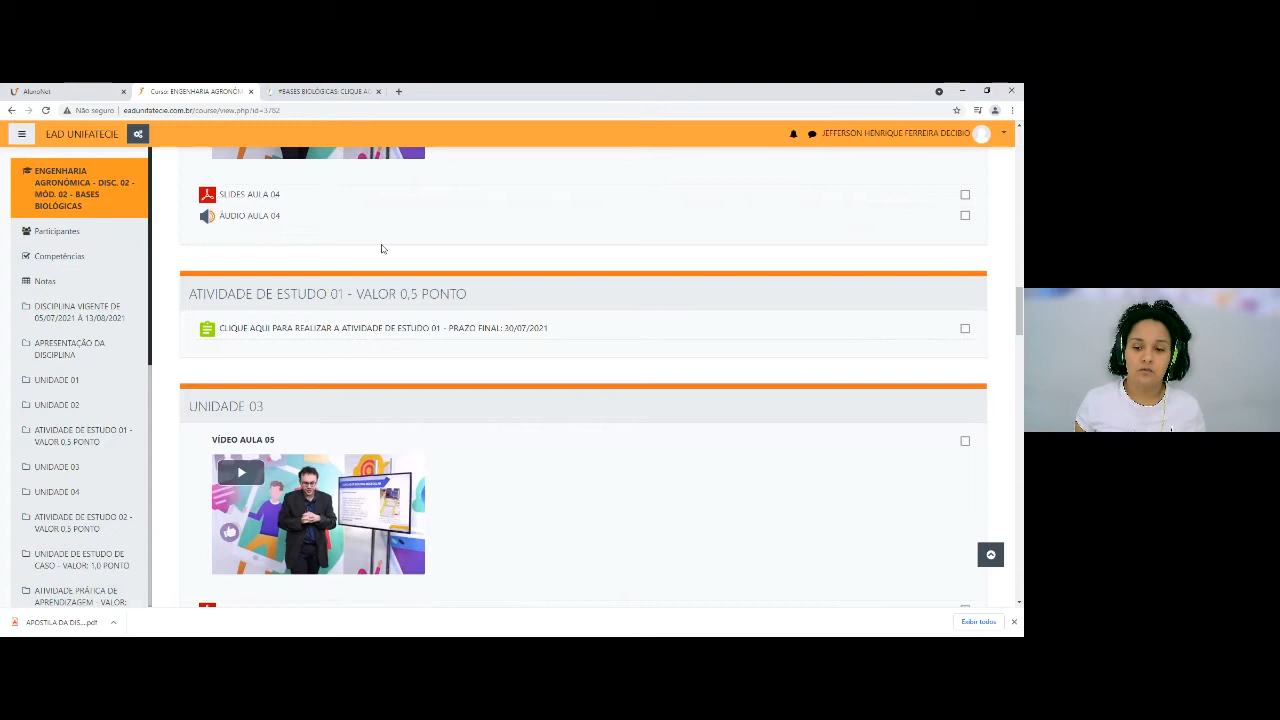 AlunoNet
Curso: ENGENHARIA AGRONÔM
#BASES BIOLÓGICAS: CLIQUE AC
Não seguro
eadunifatecie.com.br/course/view.php?id=3782
EAD UNIFATECIE
JEFFERSON HENRIQUE FERREIRA DECIBIO
ENGENHARIA
AGRONÔMICA - DISC. 02 -
MÓD. 02 - BASES
BIOLÓGICAS
Participantes
Competências
Notas
DISCIPLINA VIGENTE DE
05/07/2021 À 13/08/2021
APRESENTAÇÃO DA
DISCIPLINA
UNIDADE 01
UNIDADE 02
ATIVIDADE DE ESTUDO 01 -
VALOR 0,5 PONTO
UNIDADE 03
UNIDADE 04
ATIVIDADE DE ESTUDO 02 -
VALOR 0,5 PONTO
UNIDADE DE ESTUDO DE
CASO - VALOR: 1,0 PONTO
ATIVIDADE PRÁTICA DE
APRENDIZAGEM - VALOR:
SLIDES AULA 04
ÁUDIO AULA 04
ATIVIDADE DE ESTUDO 01 - VALOR 0,5 PONTO
CLIQUE AQUI PARA REALIZAR A ATIVIDADE DE ESTUDO 01 - PRAZO FINAL: 30/07/2021
UNIDADE 03
VÍDEO AULA 05
APOSTILA DA DIS....pdf
Exibir todos